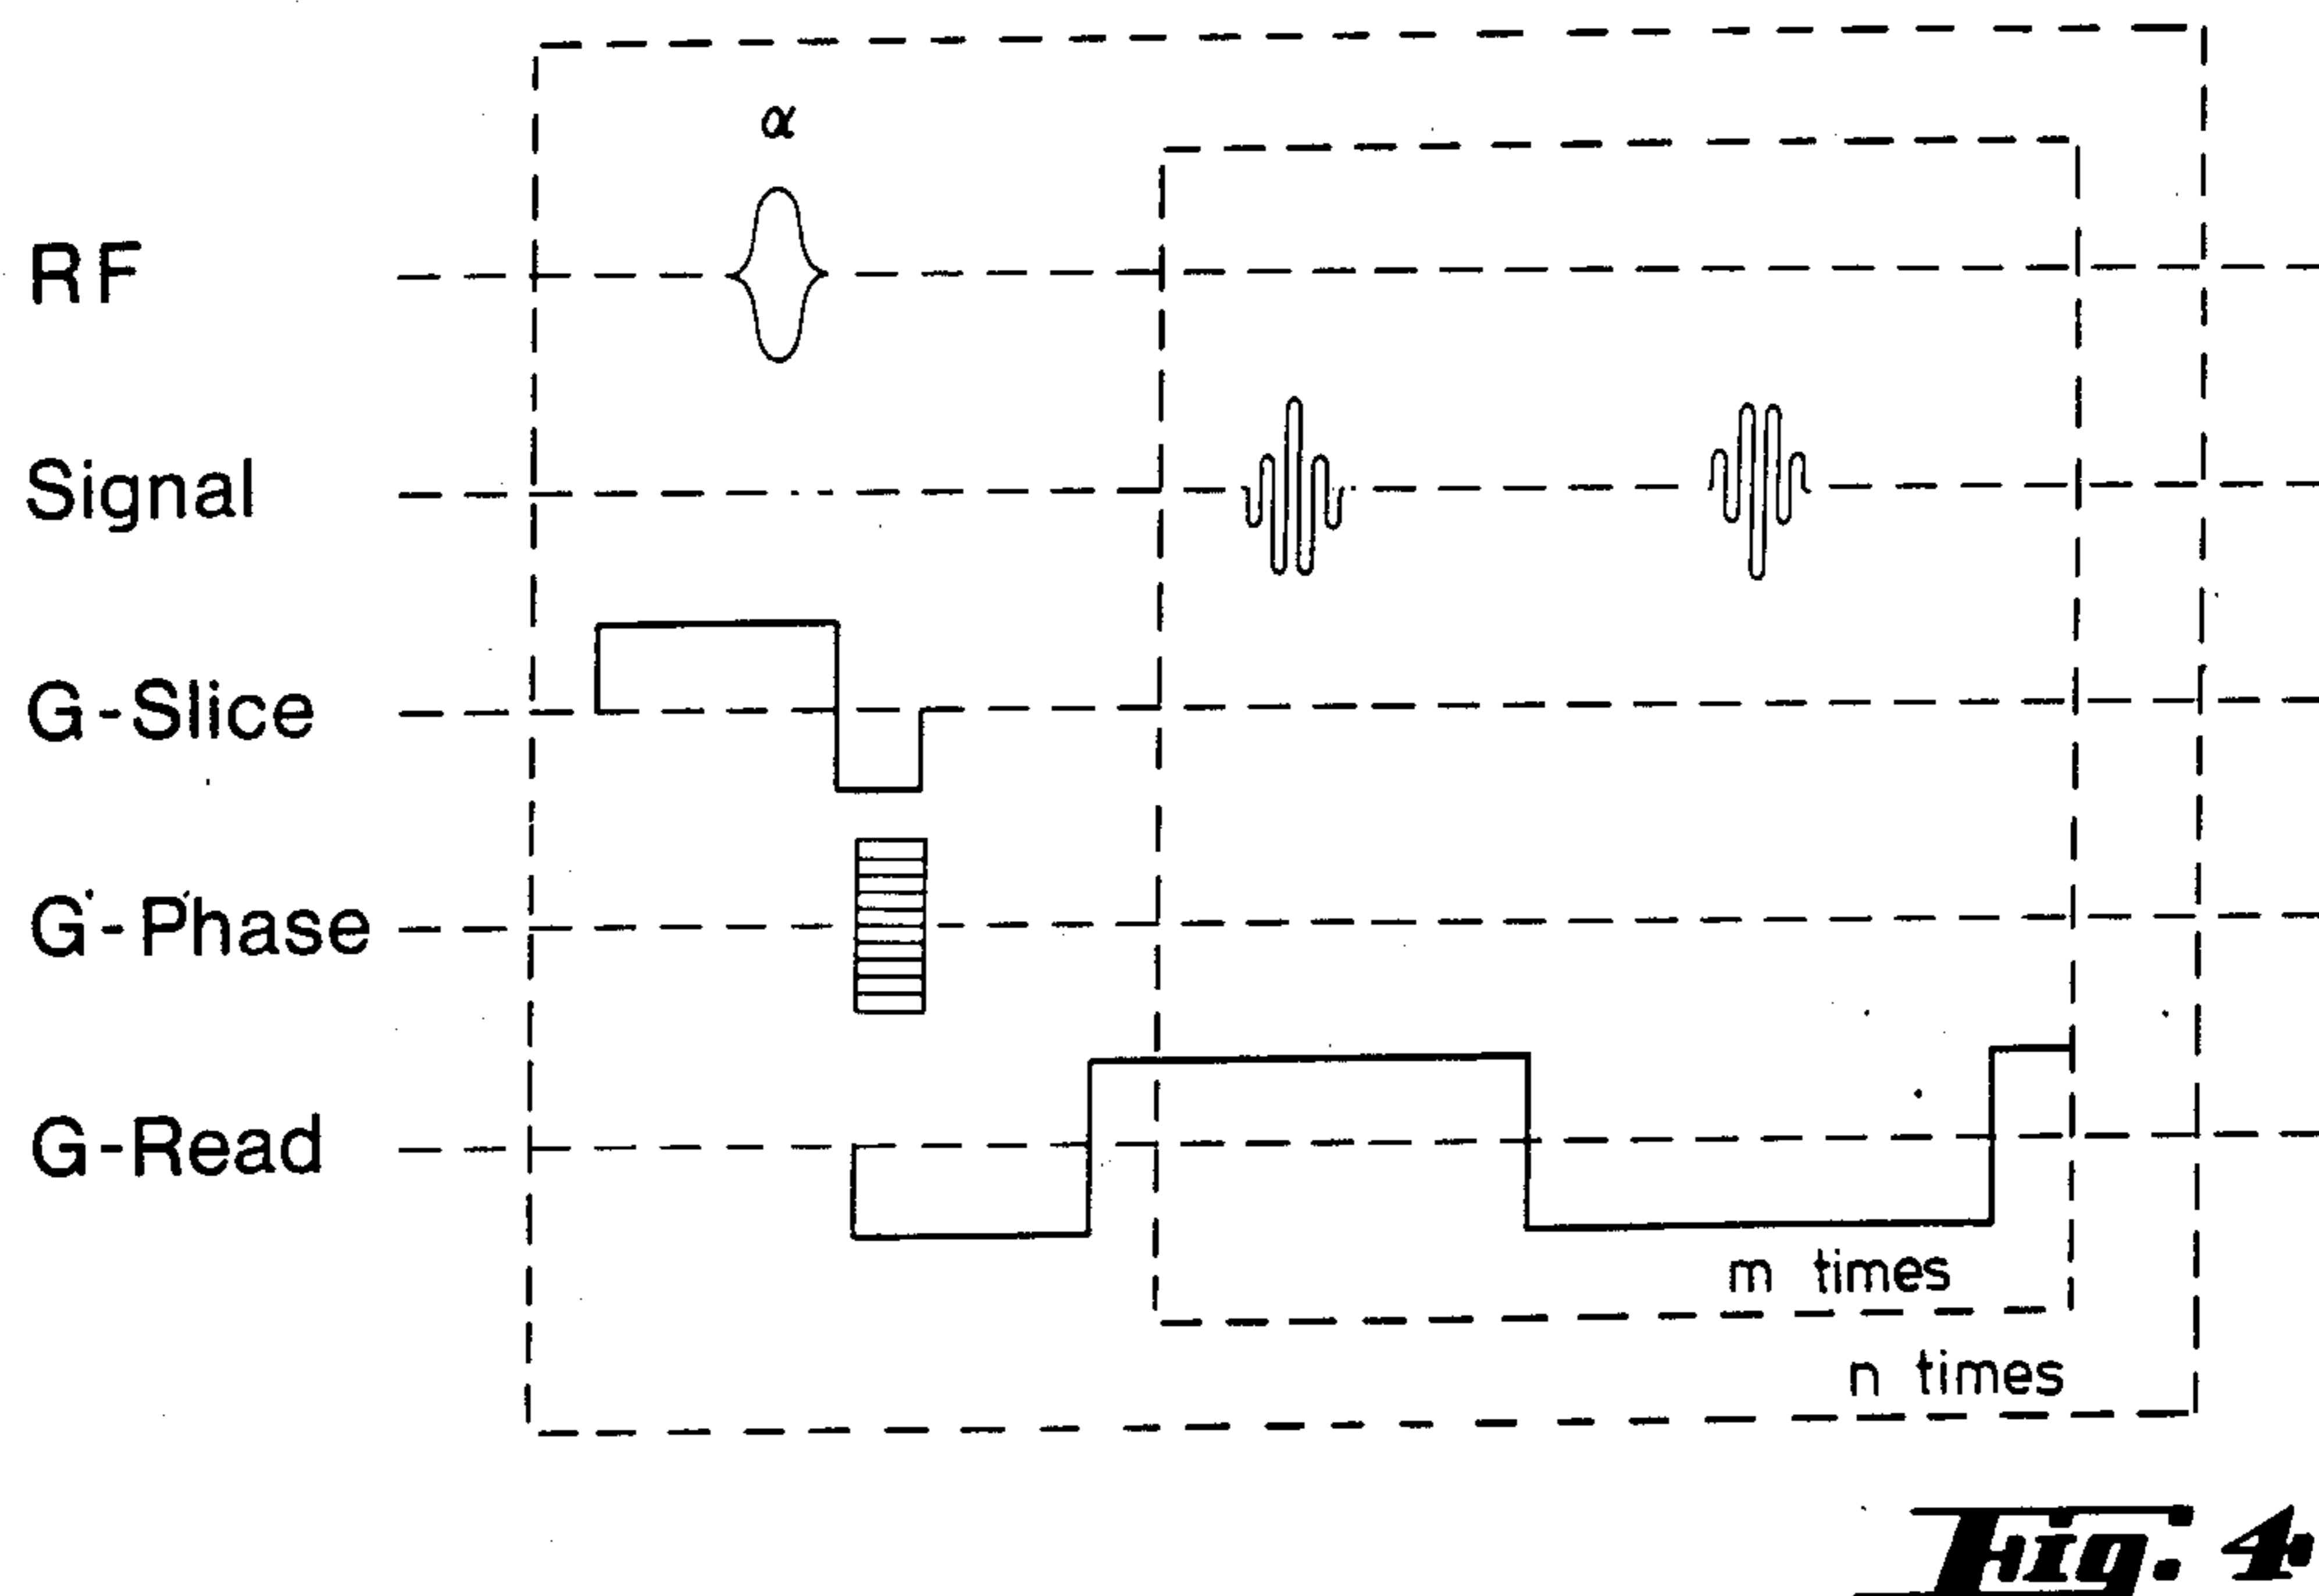 α
RF
Signal
G-Slice
G-Phase
G-Read
m times
n times
Fig. 4